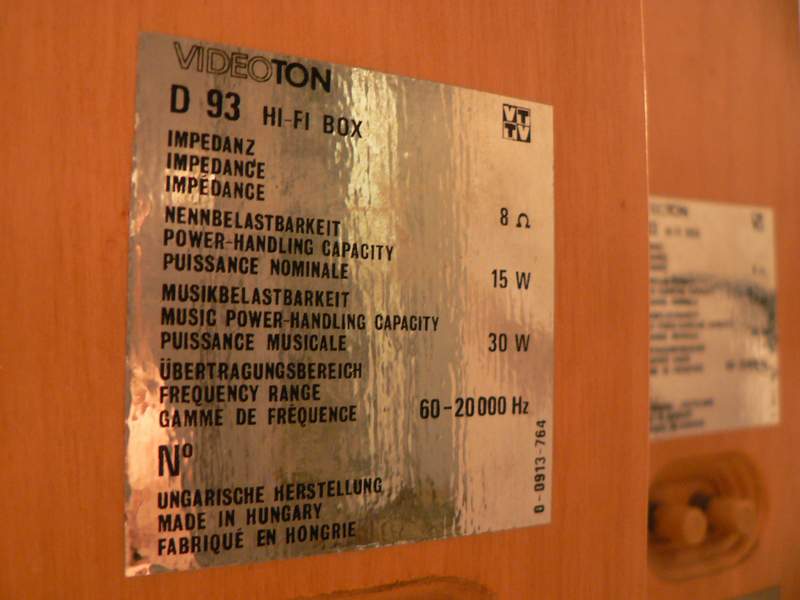 VIDEOTON
D 93 HI-FI BOX
VT
TV
IMPEDANZ
IMPEDANCE
IMPÉDANCE
8 Ω
NENNBELASTBARKEIT
POWER-HANDLING CAPACITY
PUISSANCE NOMINALE
15 W
MUSIKBELASTBARKEIT
MUSIC POWER-HANDLING CAPACITY
PUISSANCE MUSICALE
30 W
ÜBERTRAGUNGSBEREICH
FREQUENCY RANGE
GAMME DE FRÉQUENCE
60-20000 Hz
Nº
UNGARISCHE HERSTELLUNG
MADE IN HUNGARY
FABRIQUÉ EN HONGRIE
0-0913-764
TON